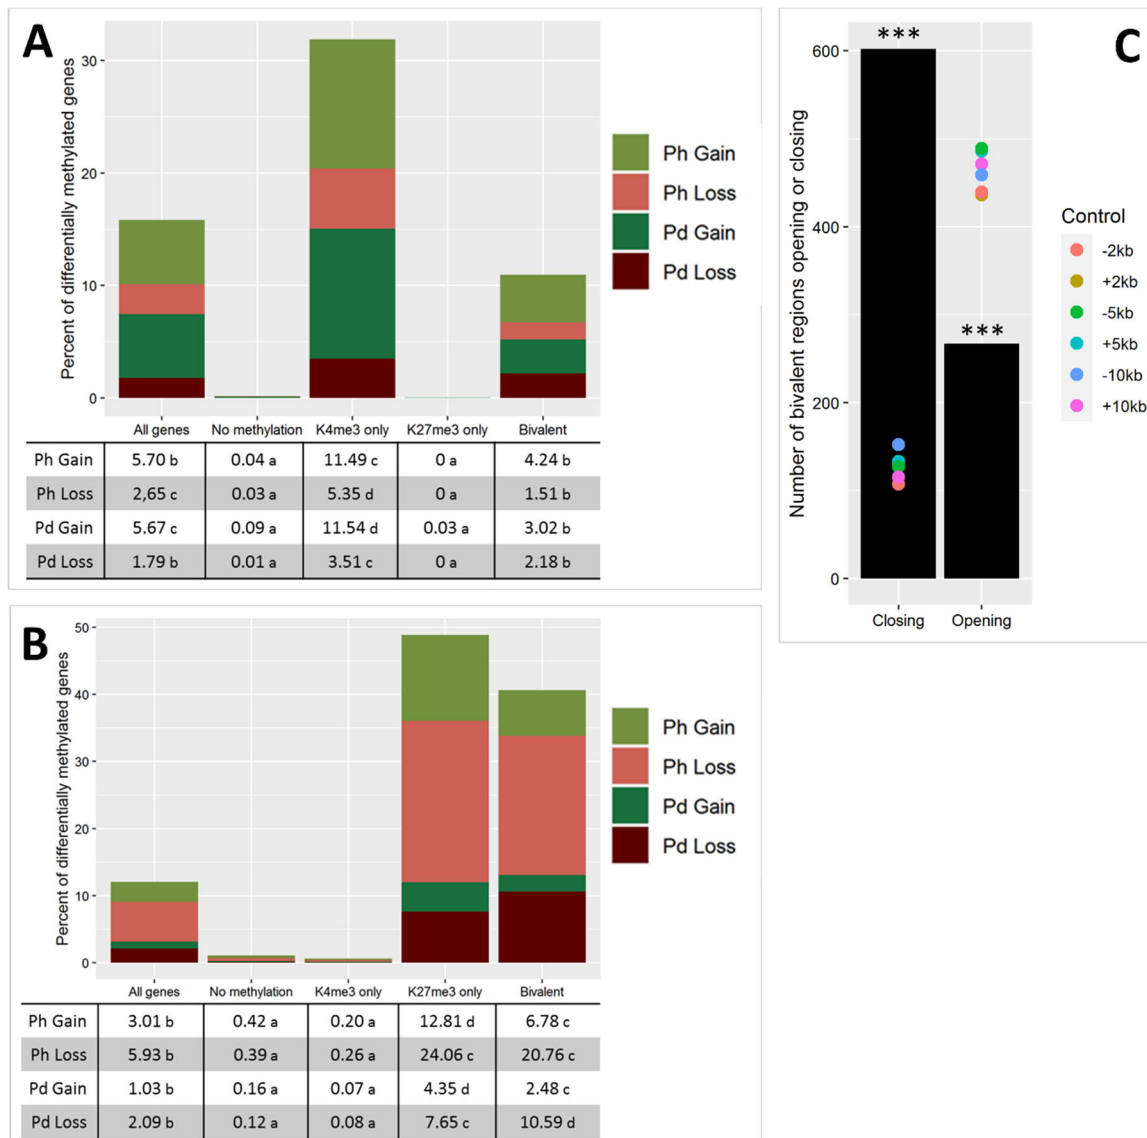 A
Percent of differentially methylated genes
30
20
10
0
All genes No methylation K4me3 only K27me3 only Bivalent
Ph Gain
Ph Loss
Pd Gain
Pd Loss
Ph Gain 5.70 b 0.04 a 11.49 c 0 a 4.24 b
Ph Loss 2,65 c 0.03 a 5.35 d 0 a 1.51 b
Pd Gain 5.67 c 0.09 a 11.54 d 0.03 a 3.02 b
Pd Loss 1.79 b 0.01 a 3.51 c 0 a 2.18 b
B
Percent of differentially methylated genes
50
40
30
20
10
0
All genes No methylation K4me3 only K27me3 only Bivalent
Ph Gain
Ph Loss
Pd Gain
Pd Loss
Ph Gain 3.01 b 0.42 a 0.20 a 12.81 d 6.78 c
Ph Loss 5.93 b 0.39 a 0.26 a 24.06 c 20.76 c
Pd Gain 1.03 b 0.16 a 0.07 a 4.35 d 2.48 c
Pd Loss 2.09 b 0.12 a 0.08 a 7.65 c 10.59 d
C
Number of bivalent regions opening or closing
600
400
200
0
***
***
Closing Opening
Control
-2kb
+2kb
-5kb
+5kb
-10kb
+10kb